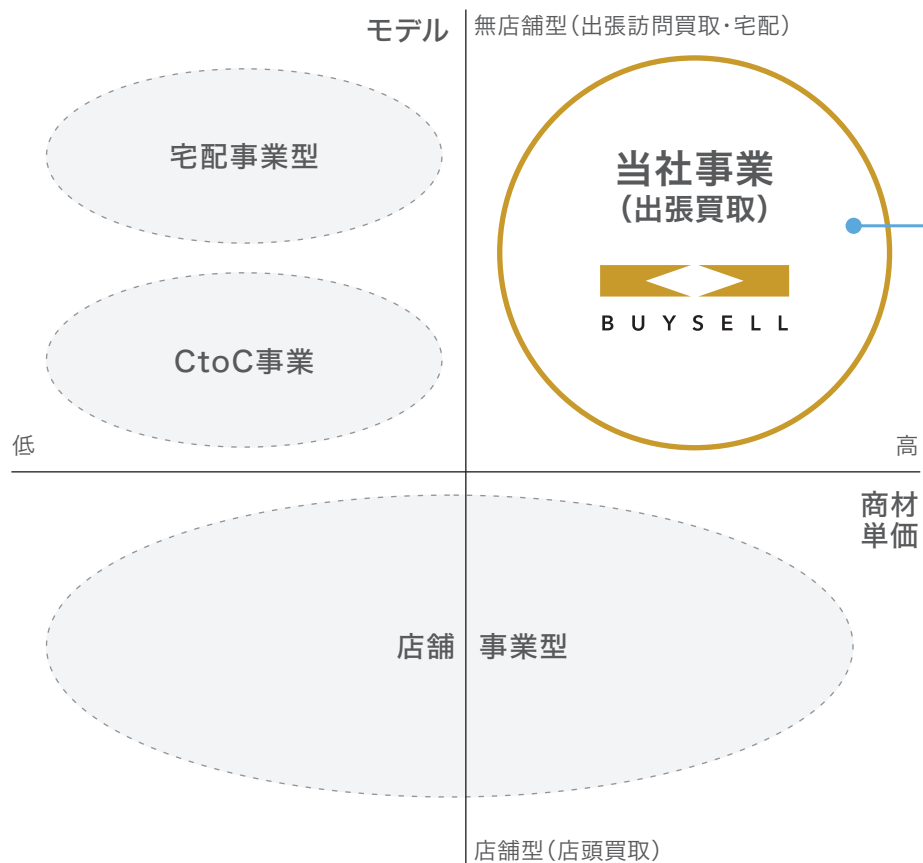 モデル
無店舗型(出張訪問買取・宅配)
宅配事業型
当社事業
(出張買取)
BUYSELL
CtoC事業
低
高
商材
単価
店舗 事業型
店舗型(店頭買取)